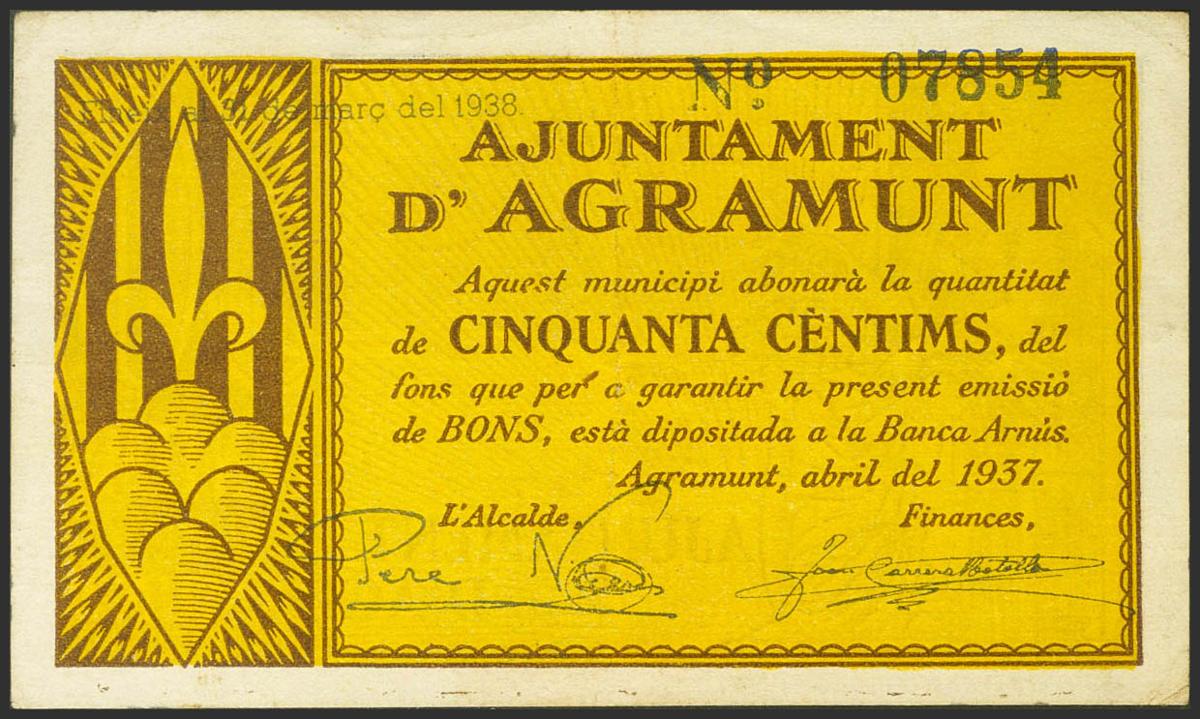 Nº 07854
al 31 de març del 1938.
AJUNTAMENT
D'AGRAMUNT
Aquest municipi abonarà la quantitat
de CINQUANTA CÈNTIMS, del
fons que per a garantir la present emissió
de BONS, està dipositada a la Banca Arnús.
Agramunt, abril del 1937.
L'Alcalde, Finances,
Pere